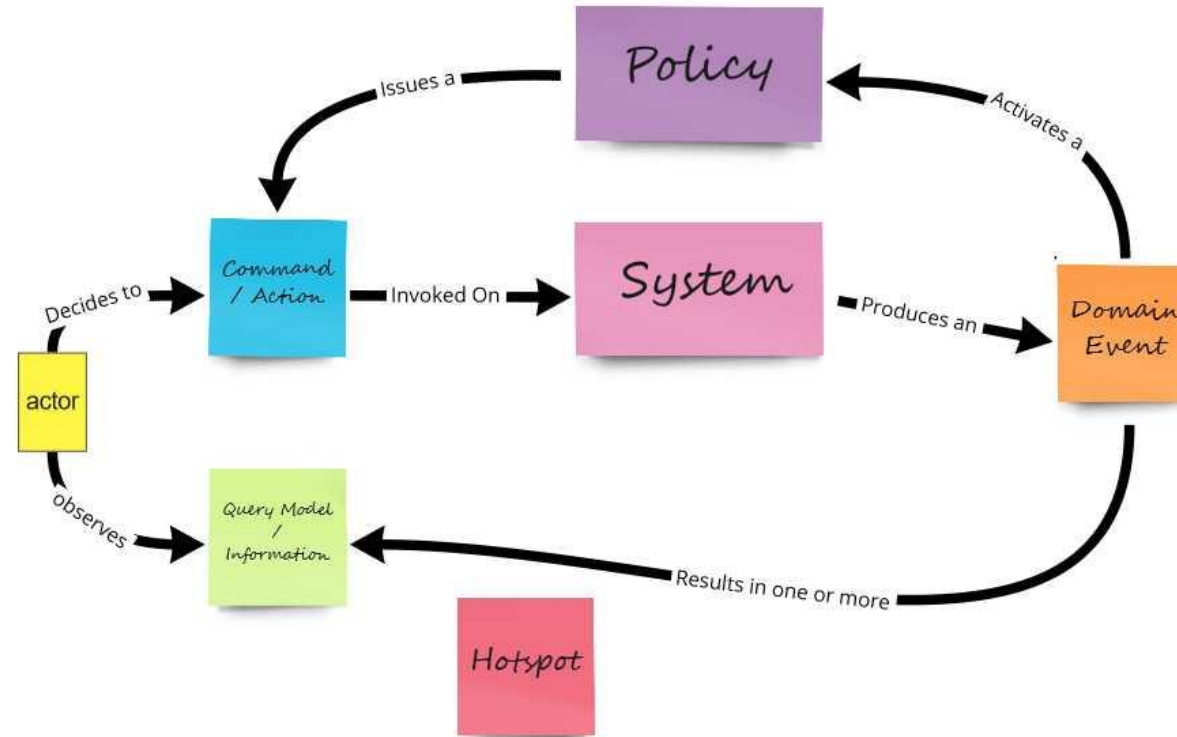 Policy
Issues a
Activates a
Command
/ Action
Invoked On
System
Produces an
Domain
Event
Decides to
actor
observes
Query Model
/
Information
Results in one or more
Hotspot